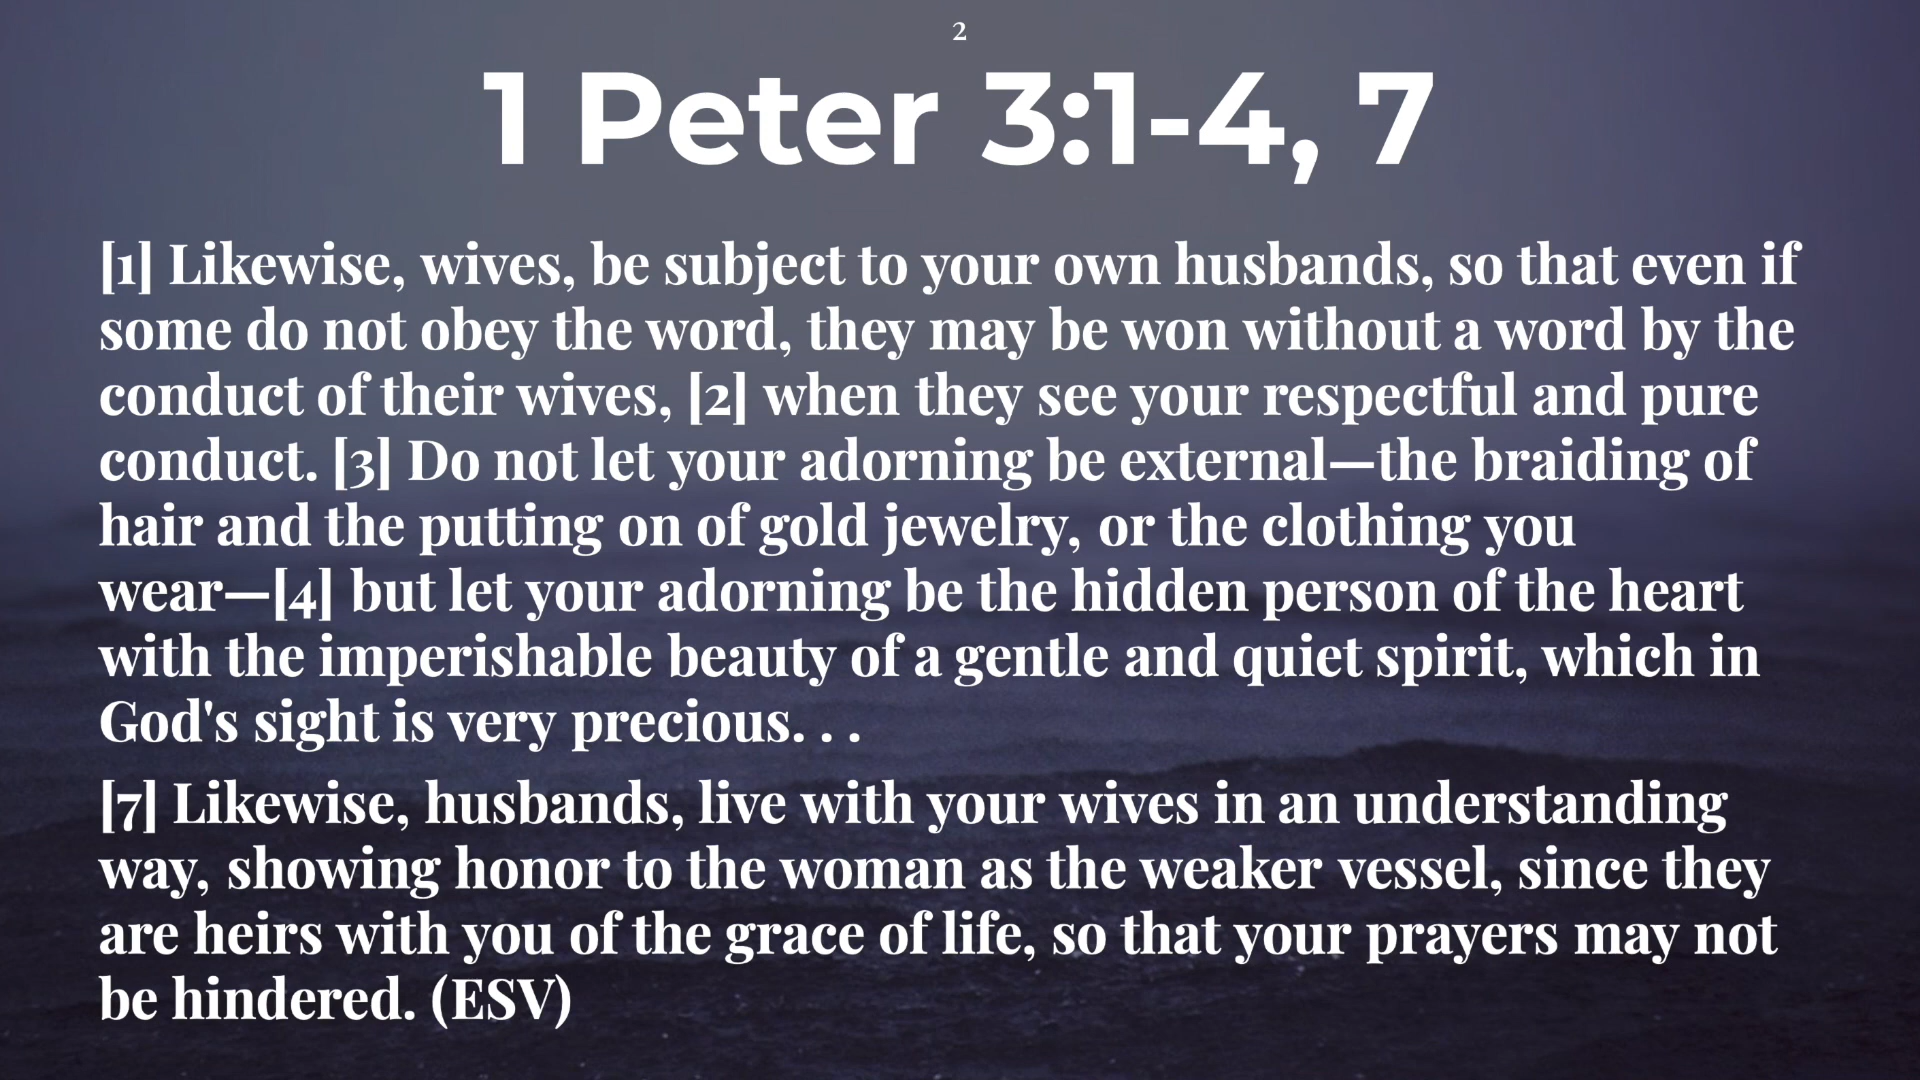 2
1 Peter 3:1-4, 7
[1] Likewise, wives, be subject to your own husbands, so that even if
some do not obey the word, they may be won without a word by the
conduct of their wives, [2] when they see your respectful and pure
conduct. [3] Do not let your adorning be external—the braiding of
hair and the putting on of gold jewelry, or the clothing you
wear—[4] but let your adorning be the hidden person of the heart
with the imperishable beauty of a gentle and quiet spirit, which in
God's sight is very precious. . .
[7] Likewise, husbands, live with your wives in an understanding
way, showing honor to the woman as the weaker vessel, since they
are heirs with you of the grace of life, so that your prayers may not
be hindered. (ESV)